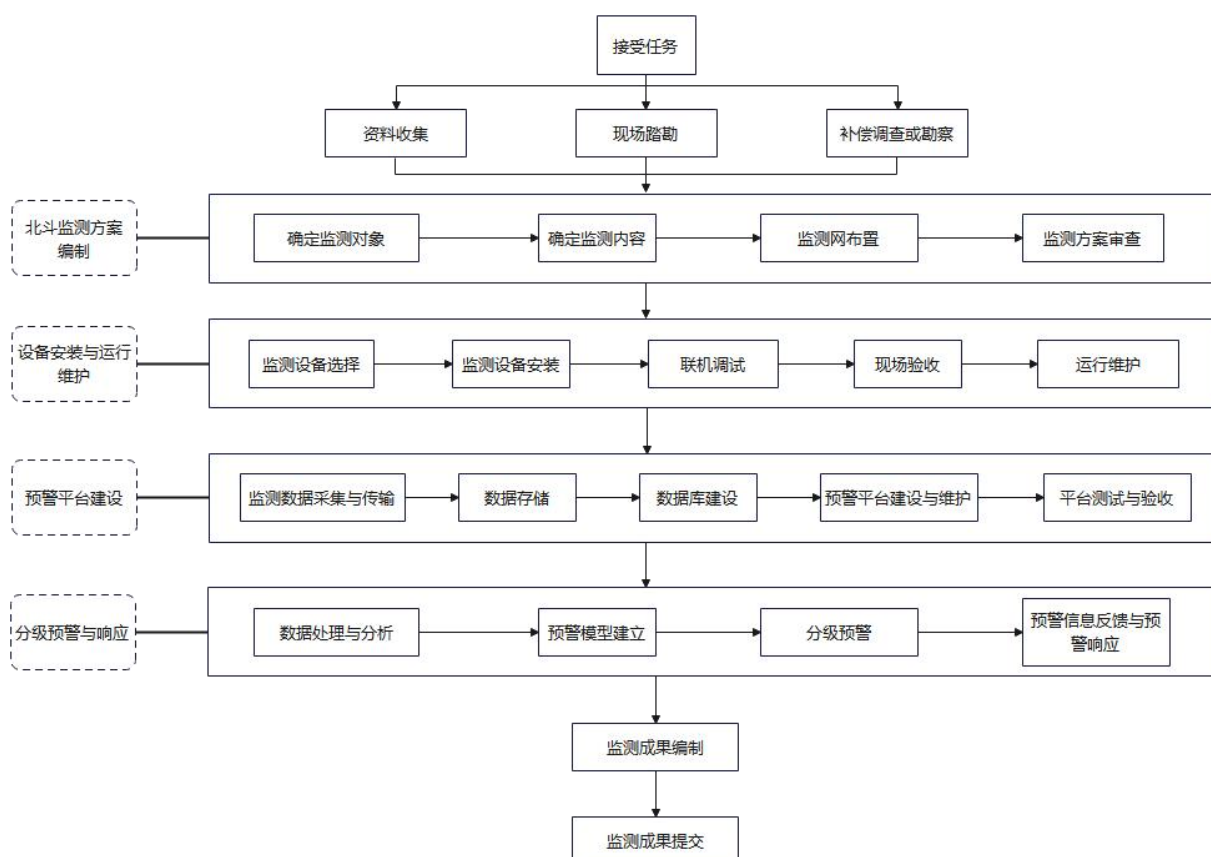 接受任务
资料收集
现场踏勘
补偿调查或勘察
北斗监测方案
编制
确定监测对象
确定监测内容
监测网布置
监测方案审查
设备安装与运行
维护
监测设备选择
监测设备安装
联机调试
现场验收
运行维护
预警平台建设
监测数据采集与传输
数据存储
数据库建设
预警平台建设与维护
平台测试与验收
分级预警与响应
数据处理与分析
预警模型建立
分级预警
预警信息反馈与预
警响应
监测成果编制
监测成果提交